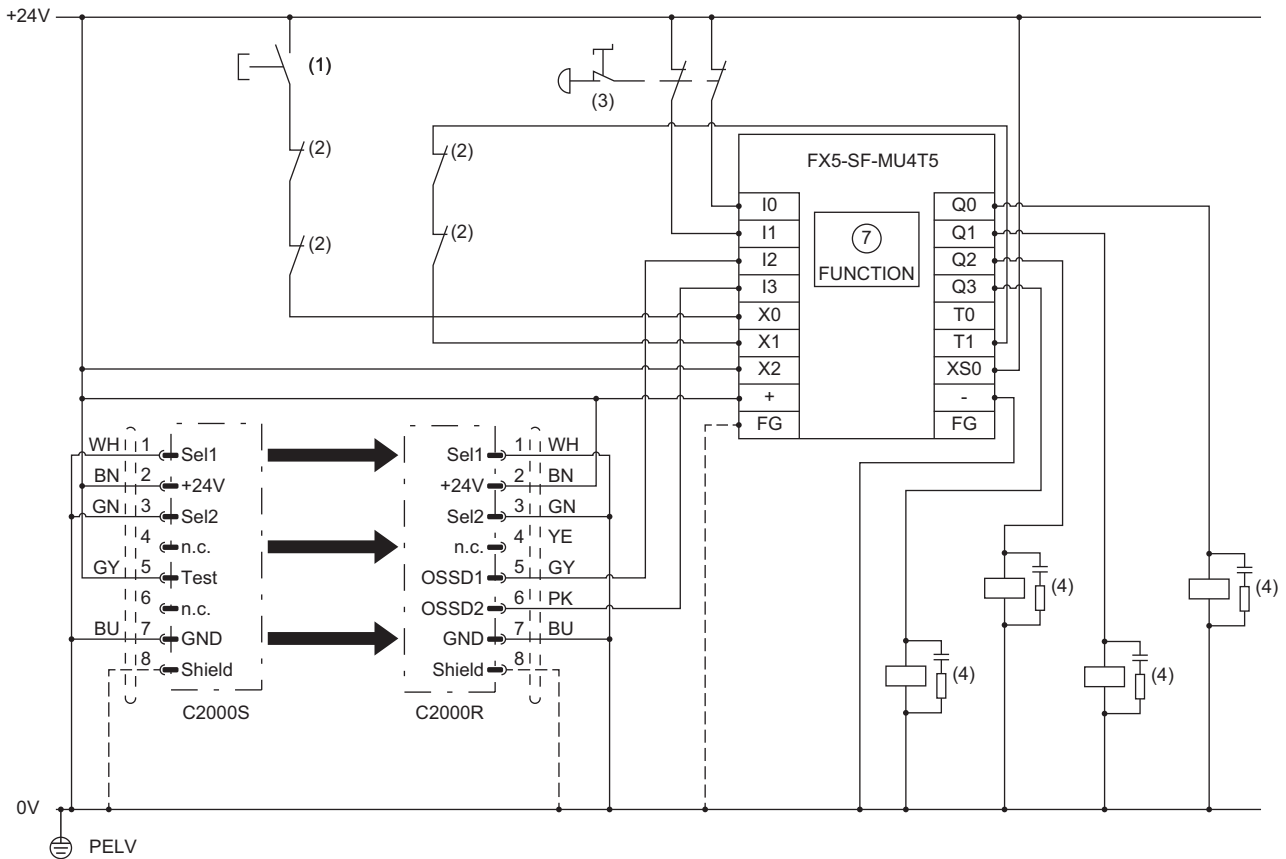 +24V
(1)
(3)
(2)
(2)
(2)
(2)
FX5-SF-MU4T5
I0
I1
I2
I3
X0
X1
X2
+
FG
7
FUNCTION
Q0
Q1
Q2
Q3
T0
T1
XS0
-
FG
WH 1 Sel1
BN 2 +24V
GN 3 Sel2
4 n.c.
GY 5 Test
6 n.c.
BU 7 GND
8 Shield
C2000S
Sel1 1 WH
+24V 2 BN
Sel2 3 GN
n.c. 4 YE
OSSD1 5 GY
OSSD2 6 PK
GND 7 BU
Shield 8
C2000R
(4)
(4)
(4)
(4)
0V
PELV